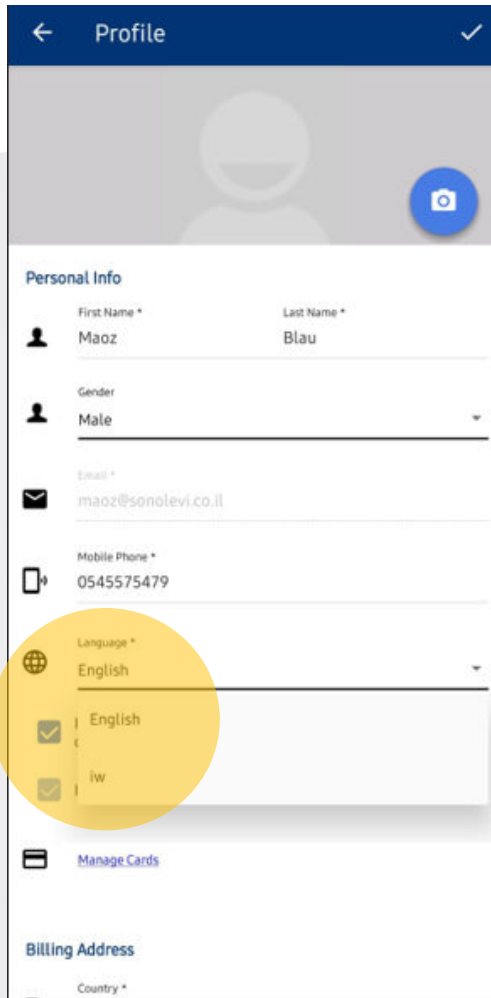 Profile
Personal Info
First Name *
Last Name *
Maoz
Blau
Gender
Male
Email *
maoz@sonolevi.co.il
Mobile Phone *
0545575479
Language *
English
English
iw
Manage Cards
Billing Address
Country *